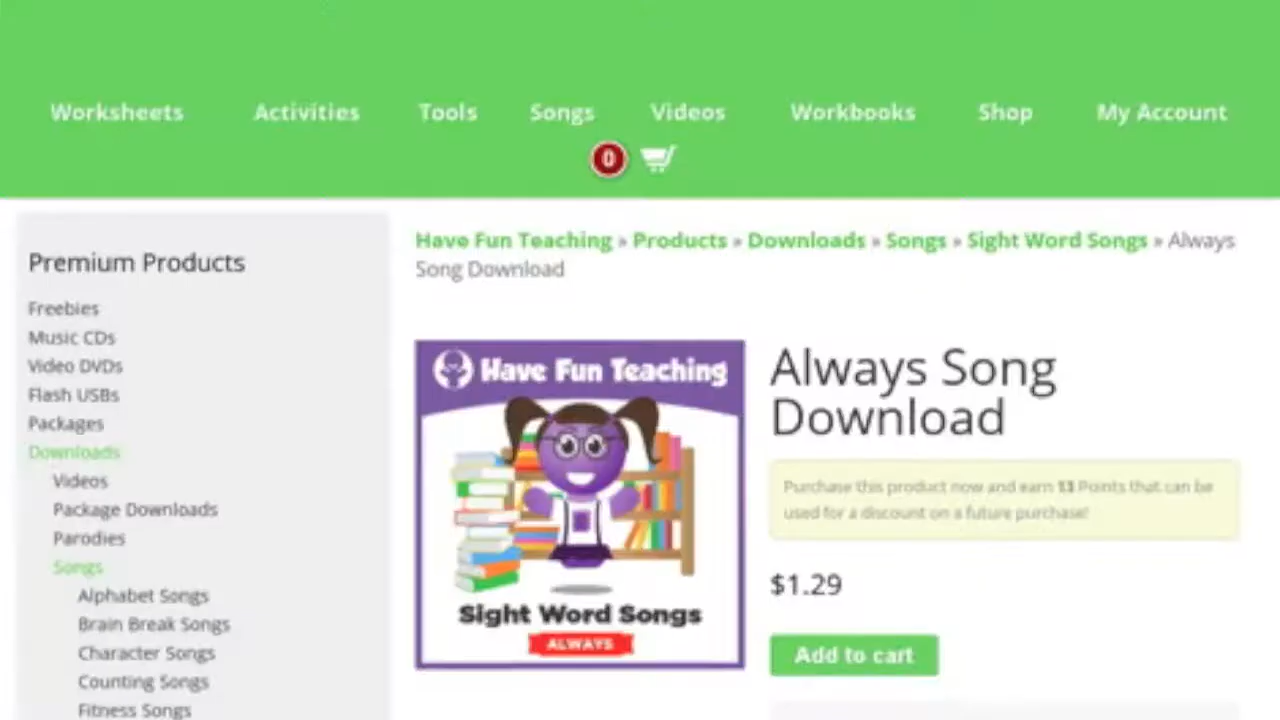 Worksheets Activities Tools Songs Videos Workbooks Shop My Account
0
Premium Products
Freebies
Music CDs
Video DVDs
Flash USBs
Packages
Downloads
Videos
Package Downloads
Parodies
Songs
Alphabet Songs
Brain Break Songs
Character Songs
Counting Songs
Fitness Songs
Have Fun Teaching » Products » Downloads » Songs » Sight Word Songs » Always
Song Download
Have Fun Teaching
Sight Word Songs
ALWAYS
Always Song
Download
Purchase this product now and earn 13 Points that can be
used for a discount on a future purchase!
$1.29
Add to cart